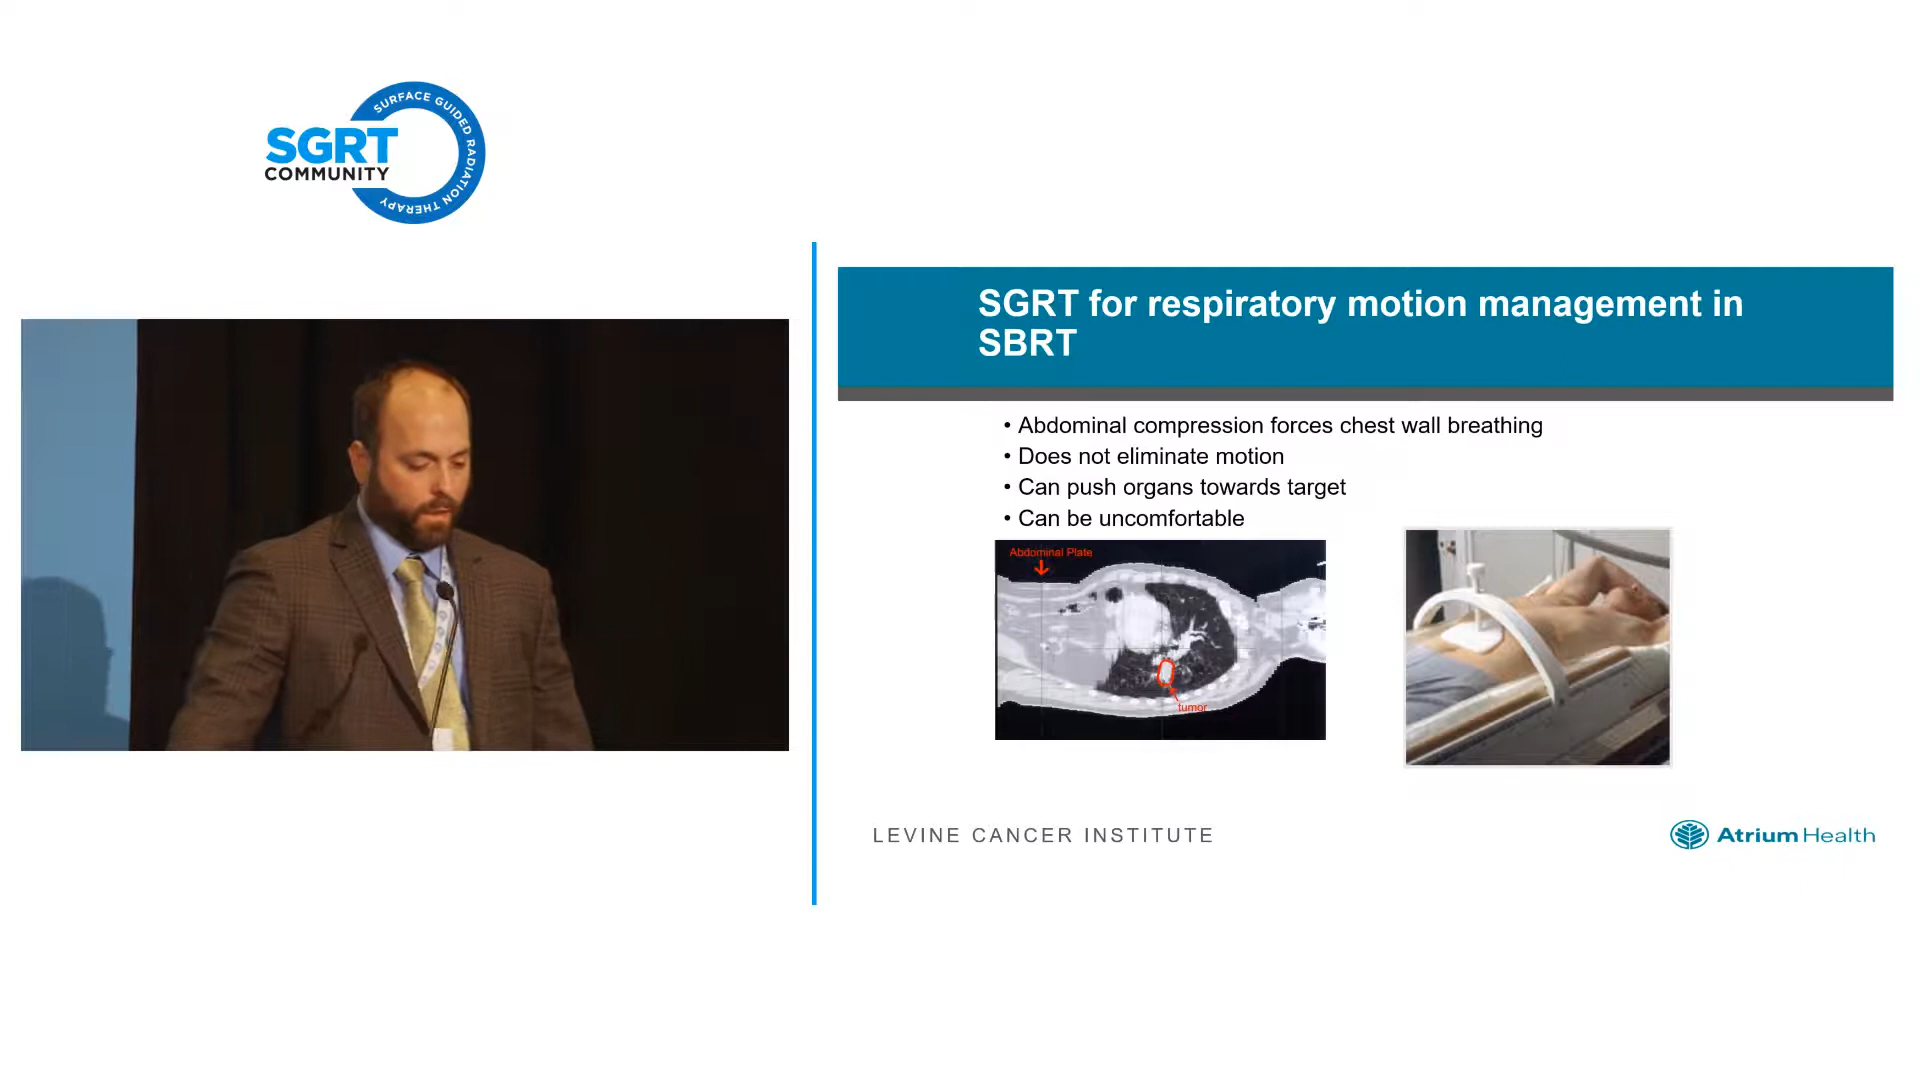 SURFACE GUIDED RADIATION THERAPY
SGRT
COMMUNITY
SGRT for respiratory motion management in
SBRT
• Abdominal compression forces chest wall breathing
• Does not eliminate motion
• Can push organs towards target
• Can be uncomfortable
Abdominal Plate
tumor
LEVINE CANCER INSTITUTE
Atrium Health